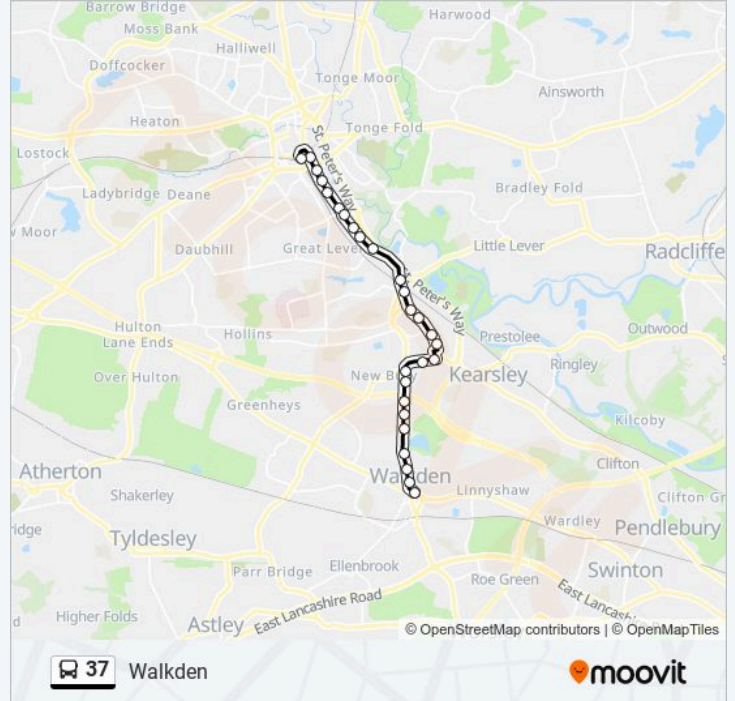 Barrow Bridge
Harwood
Moss Bank
Halliwell
Doffcocker
Tonge Moor
Ainsworth
Heaton
Tonge Fold
St. Peter's Way
Lostock
Bradley Fold
Ladybridge
Deane
w Moor
Daubhill
Great Lever
Little Lever
Radcliffe
St. Peter's Way
Hulton
Lane Ends
Hollins
Prestolee
Outwood
Over Hulton
New Bury
Kearsley
Ringley
Greenheys
Kilcoby
Atherton
Walkden
Clifton
Shakerley
Linnyshaw
Clifton Gr
ridge
Wardley
Pendlebury
Tyldesley
Parr Bridge
Ellenbrook
Roe Green
Swinton
Higher Folds
d
Astley
East Lancashire Road
East Lancashire
© OpenStreetMap contributors | © OpenMapTiles
37 Walkden
moovit